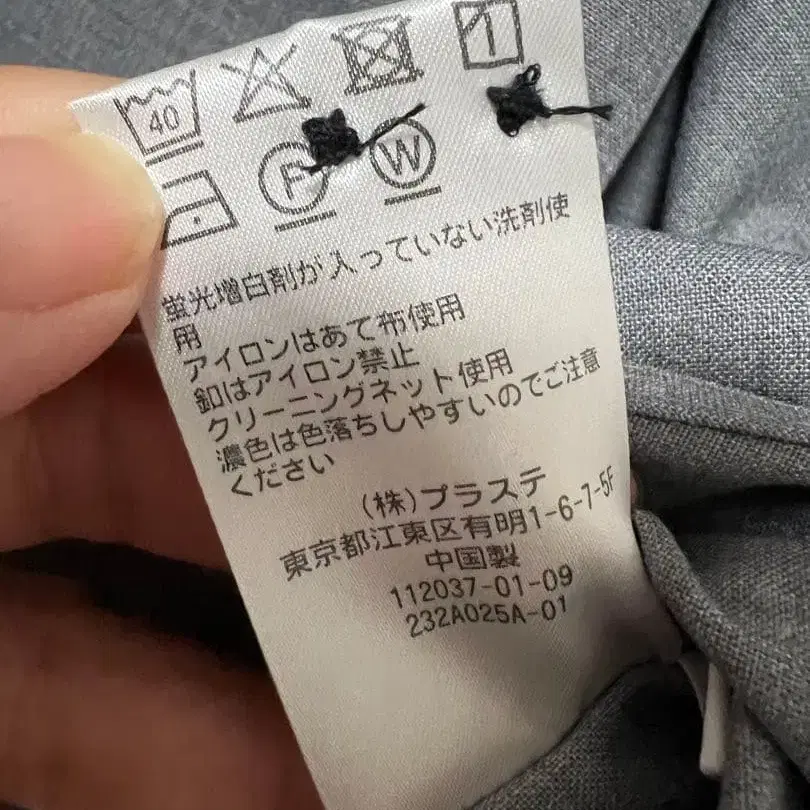 40
P W
蛍光増白剤が入っていない洗剤使
用
アイロンはあて布使用
釦はアイロン禁止
クリーニングネット使用
濃色は色落ちしやすいのでご注意
ください
(株)プラステ
東京都江東区有明1-6-7-5F
中国製
112037-01-09
232A025A-01